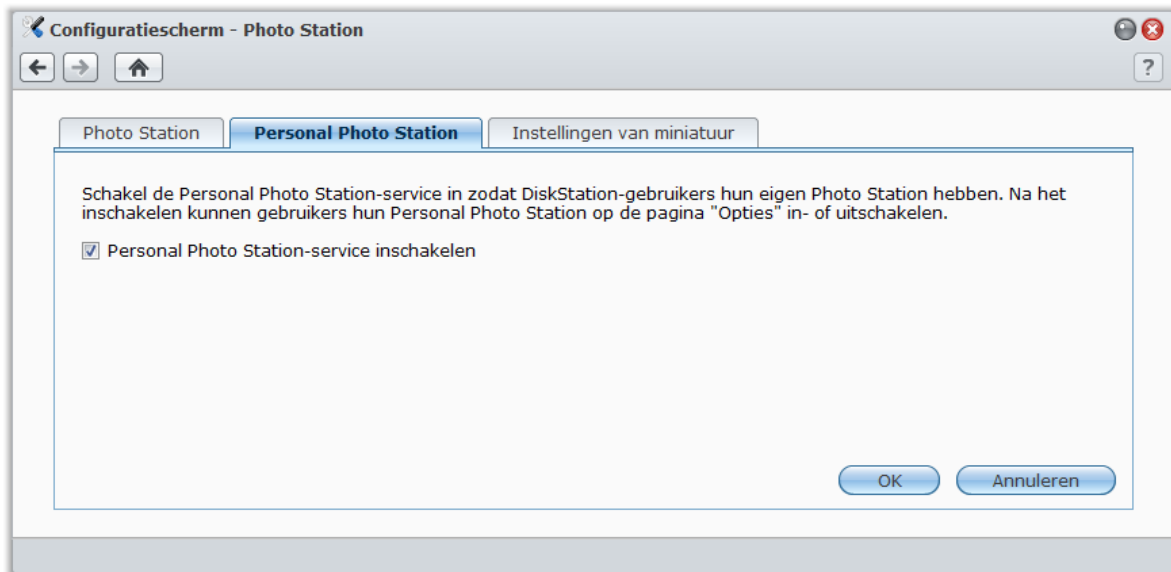 Configuratiescherm - Photo Station
?
Photo Station
Personal Photo Station
Instellingen van miniatuur
Schakel de Personal Photo Station-service in zodat DiskStation-gebruikers hun eigen Photo Station hebben. Na het
inschakelen kunnen gebruikers hun Personal Photo Station op de pagina "Opties" in- of uitschakelen.
Personal Photo Station-service inschakelen
OK
Annuleren